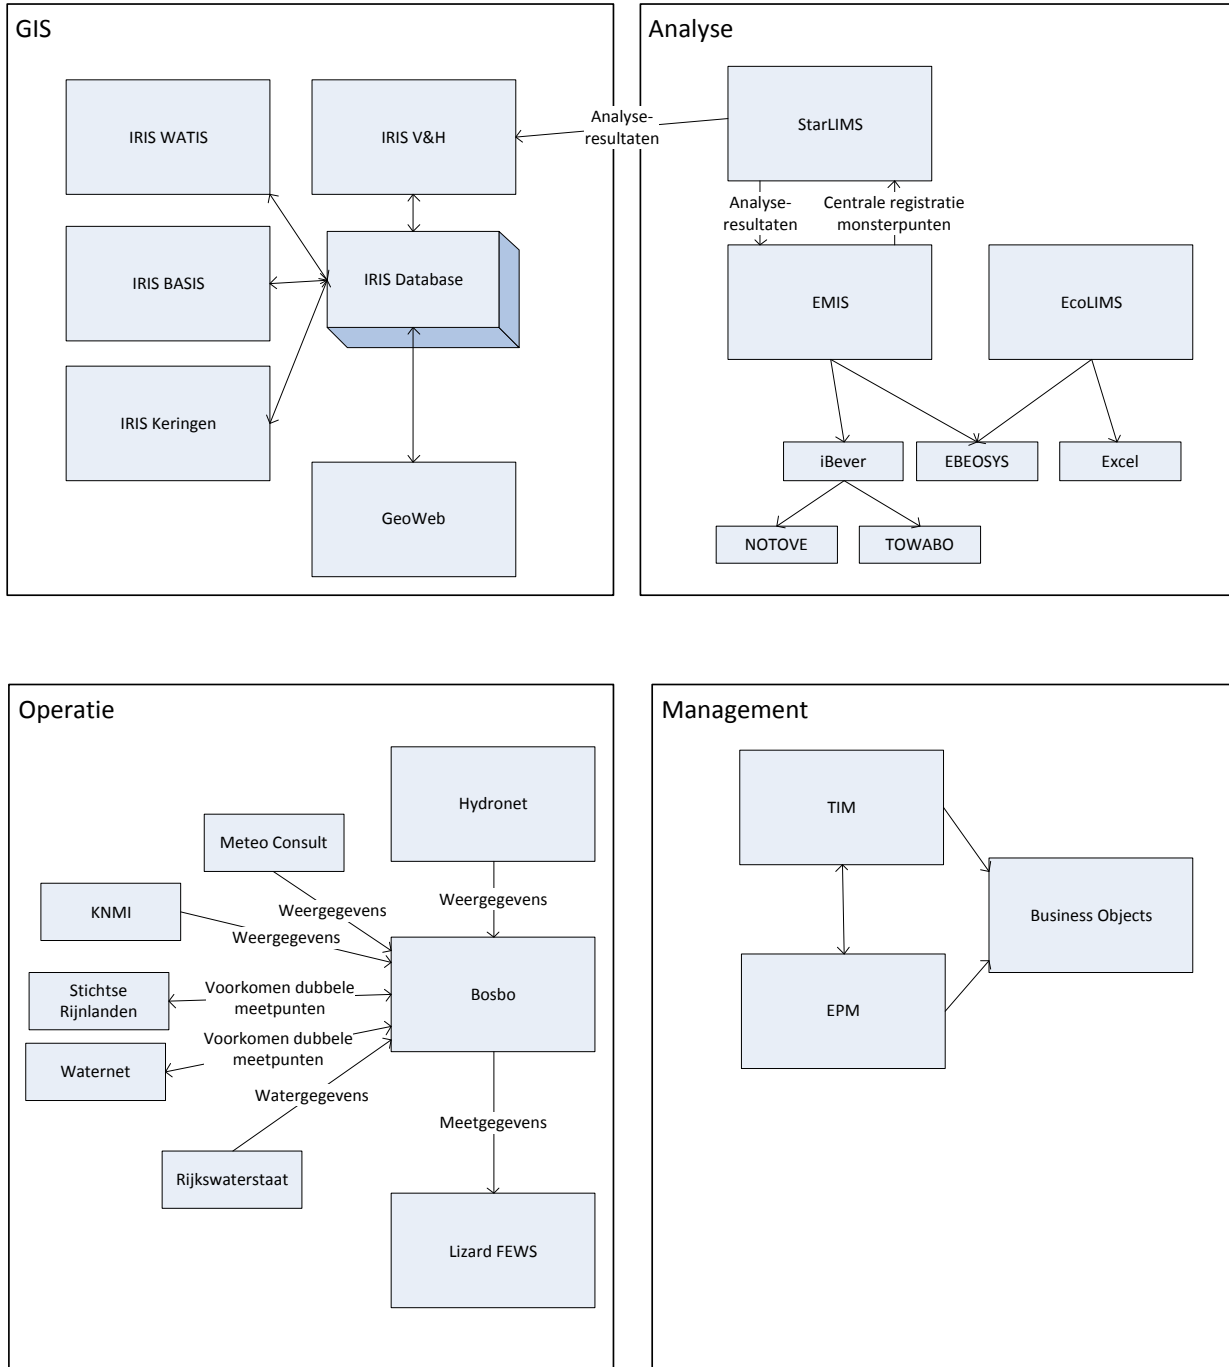 GIS
IRIS WATIS
IRIS V&H
IRIS BASIS
IRIS Database
IRIS Keringen
GeoWeb
Analyse-
resultaten
Analyse
StarLIMS
Analyse-
resultaten
Centrale registratie
monsterpunten
EMIS
EcoLIMS
iBever
EBEOSYS
Excel
NOTOVE
TOWABO
Operatie
Hydronet
Meteo Consult
KNMI
Weergegevens
Weergegevens
Weergegevens
Stichtse
Rijnlanden
Voorkomen dubbele
meetpunten
Bosbo
Waternet
Voorkomen dubbele
meetpunten
Watergegevens
Meetgegevens
Rijkswaterstaat
Lizard FEWS
Management
TIM
Business Objects
EPM